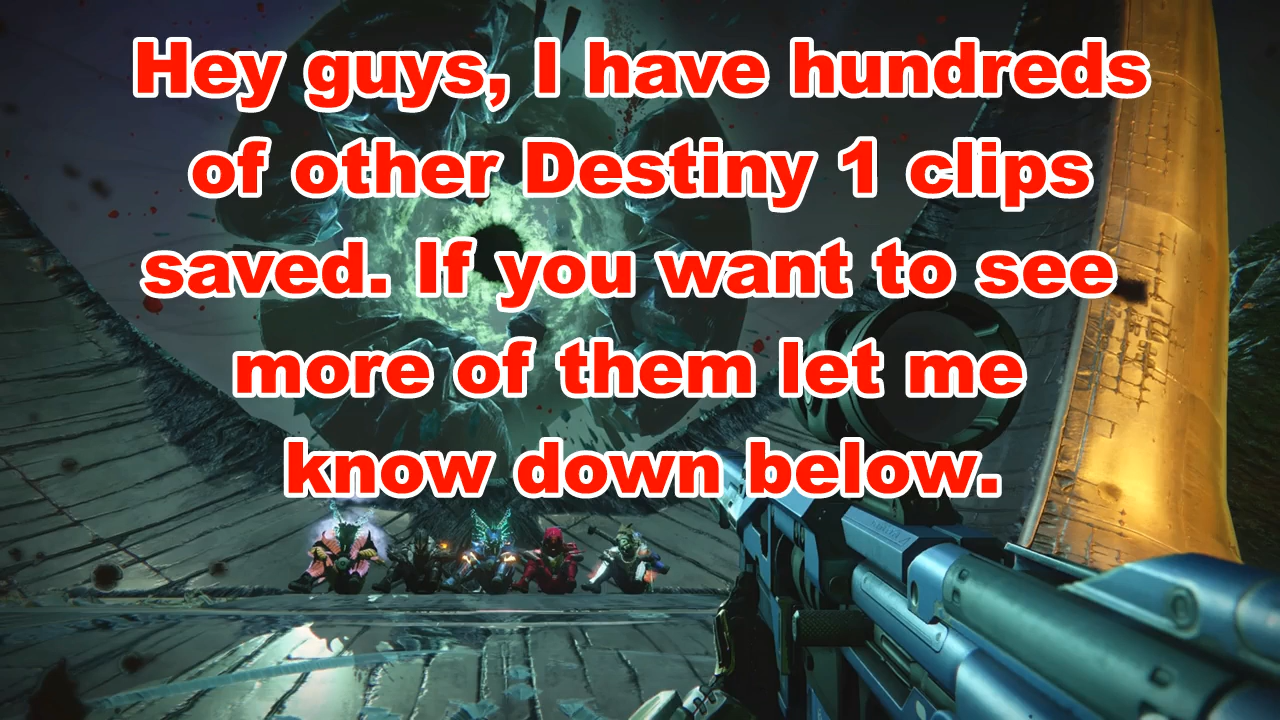 Hey guys, I have hundreds
of other Destiny 1 clips
saved. If you want to see
more of them let me
know down below.